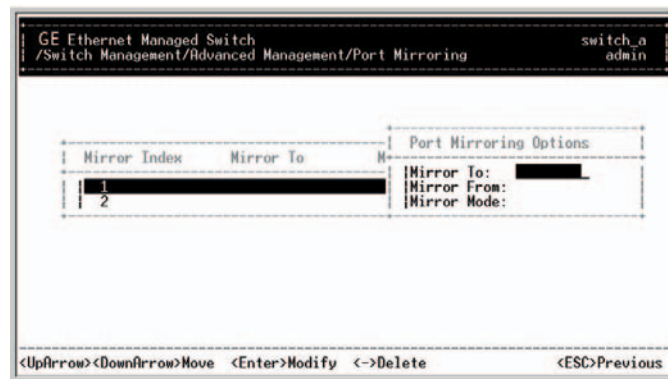 GE Ethernet Managed Switch switch_a
/Switch Management/Advanced Management/Port Mirroring admin
Port Mirroring Options
Mirror Index Mirror To M
Mirror To:
1 Mirror From:
2 Mirror Mode:
<UpArrow><DownArrow>Move <Enter>Modify <->Delete <ESC>Previous